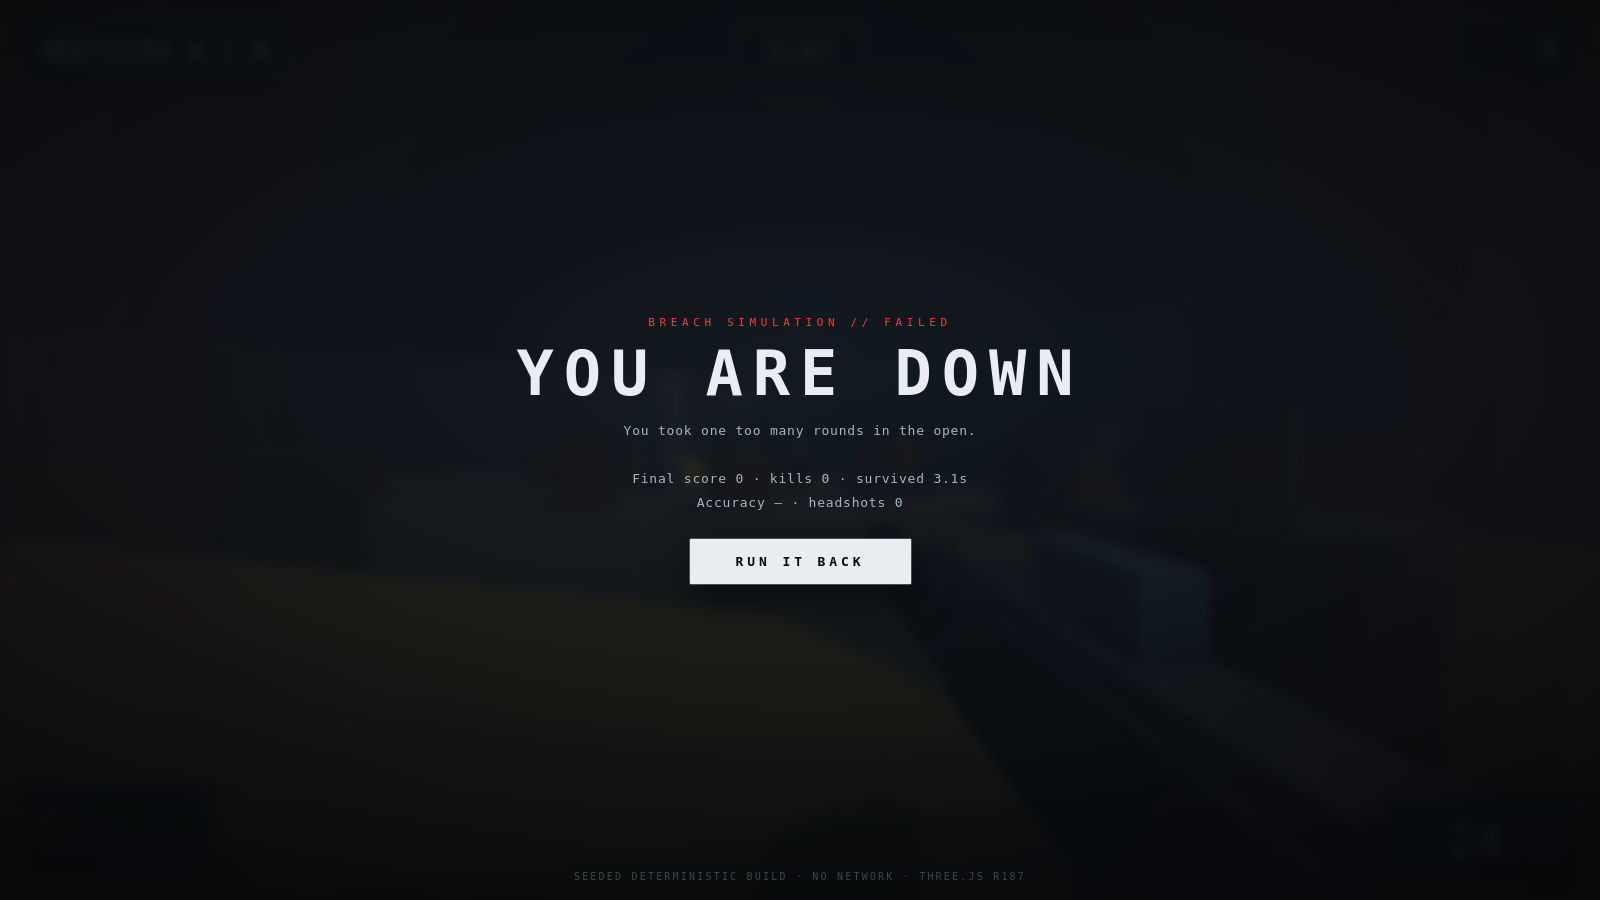 BREACH SIMULATION // FAILED
YOU ARE DOWN
You took one too many rounds in the open.
Final score 0 · kills 0 · survived 3.1s
Accuracy — · headshots 0
RUN IT BACK
24
SEEDED DETERMINISTIC BUILD · NO NETWORK · THREE.JS R187